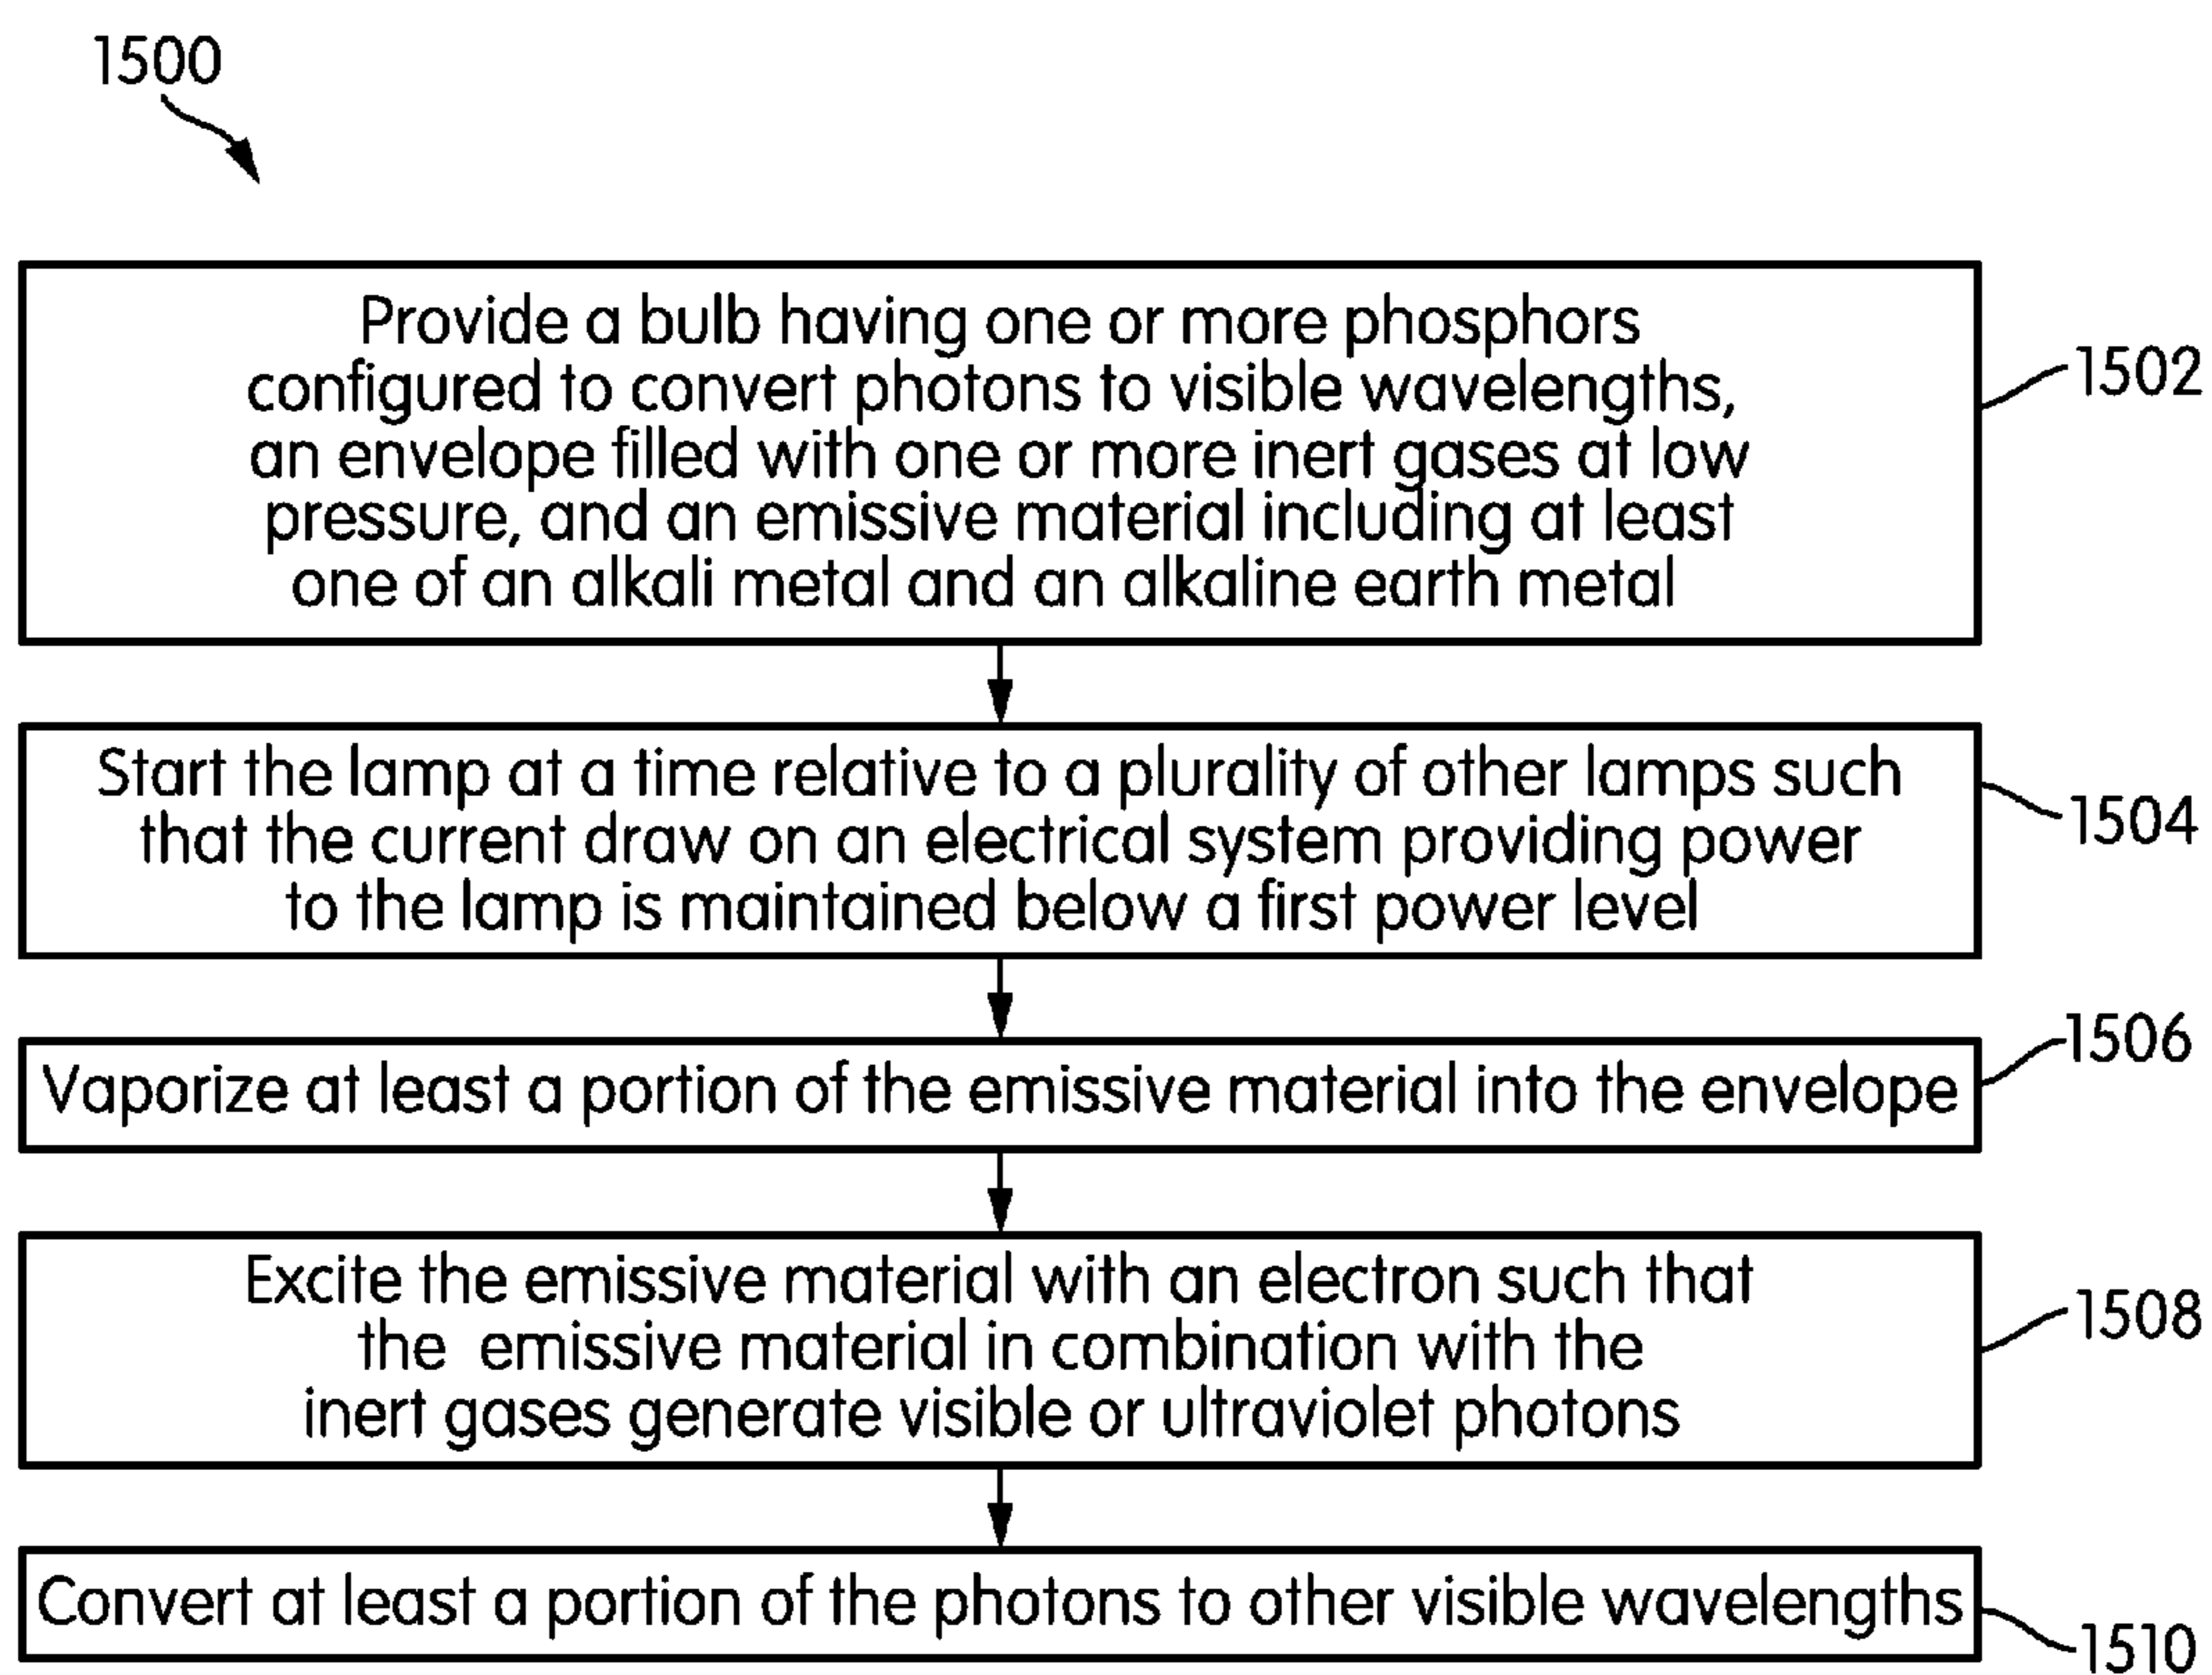 1500
Provide a bulb having one or more phosphors
configured to convert photons to visible wavelengths,
an envelope filled with one or more inert gases at low
pressure, and an emissive material including at least
one of an alkali metal and an alkaline earth metal
1502
Start the lamp at a time relative to a plurality of other lamps such
that the current draw on an electrical system providing power
to the lamp is maintained below a first power level
1504
Vaporize at least a portion of the emissive material into the envelope
1506
Excite the emissive material with an electron such that
the emissive material in combination with the
inert gases generate visible or ultraviolet photons
1508
Convert at least a portion of the photons to other visible wavelengths
1510